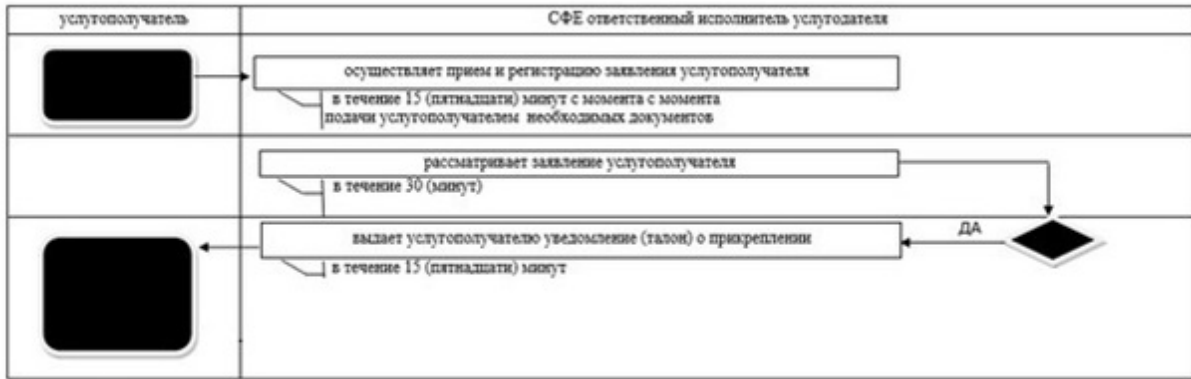 услугополучатель
СФЕ ответственный исполнитель услугодателя
осуществляет прием и регистрацию заявления услугополучателя
в течение 15 (пятнадцати) минут с момента с момента
подачи услугополучателем необходимых документов
рассматривает заявление услугополучателя
в течение 30 (минут)
выдает услугополучателю уведомление (талон) о прикреплении
ДА
в течение 15 (пятнадцати) минут